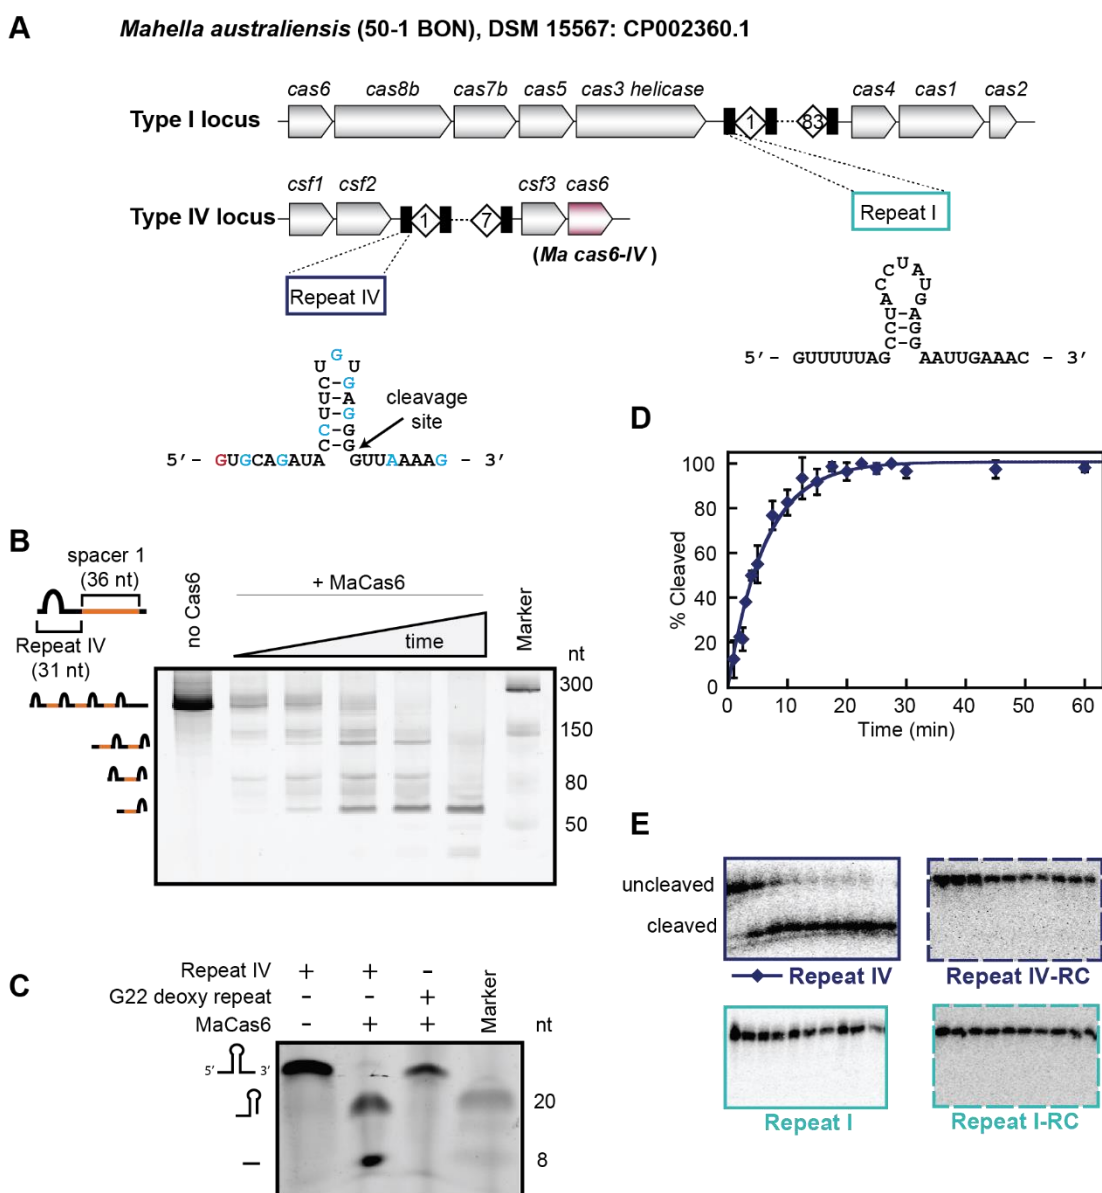 A
Mahella australiensis (50-1 BON), DSM 15567: CP002360.1
cas6 cas8b cas7b cas5 cas3 helicase cas4 cas1 cas2
Type I locus
1 83
csf1 csf2 csf3 cas6
Type IV locus
1 7
(Ma cas6-IV)
Repeat I
Repeat IV
5′- GUUUUUAG CCUACCUAUGAGG AAUUGAAAC - 3′
cleavage site
5′- GUGCAGAUA CCUUCUGUGAGG GUUAAAAG - 3′
B
spacer 1
(36 nt)
Repeat IV
(31 nt)
no Cas6
+ MaCas6
time
Marker
nt
300
150
80
50
C
Repeat IV + + -
G22 deoxy repeat - - +
MaCas6 - + +
Marker
nt
5′ 3′
20
8
D
% Cleaved
100
80
60
40
20
0
0 10 20 30 40 50 60
Time (min)
E
uncleaved
cleaved
Repeat IV
Repeat IV-RC
Repeat I
Repeat I-RC